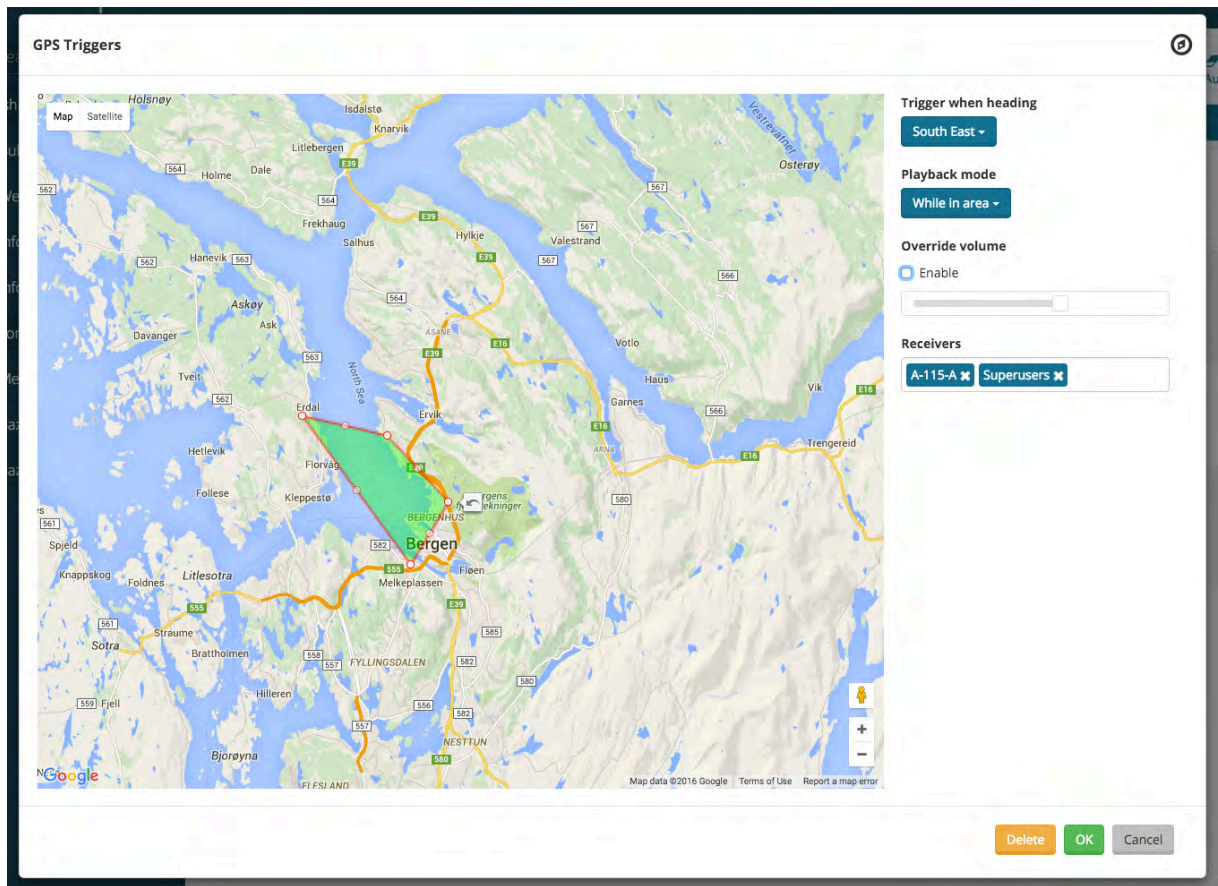 GPS Triggers
Map Satellite
Holsnøy
Isdalstø
Knarvik
Litlebergen
E39
564
Holme
Dale
Osterøy
562
567
564
Frekhaug
E39
Salhus
Hylkje
567
Valestrand
562
Hanevik
563
E39
567
566
Askøy
564
Ask
ÅSANE
Davanger
563
E39
E16
Votlo
North Sea
Tveit
Haus
Vik
E16
562
Garnes
566
Erdal
Ervik
E16
Trengereid
Hetlevik
ARNA
E16
Florvåg
Follese
Kleppestø
580
BERGENHUS
561
Spjeld
582
Bergen
Knappskog
Foldnes
Litlesotra
555
Fløen
Melkeplassen
555
E39
561
Straume
585
Sotra
Brattholmen
558
557
FYLLINGSDALEN
582
580
Hilleren
559
Fjell
556
582
557
NESTTUN
Bjorøyna
580
FLESLAND
Google
Map data ©2016 Google
Terms of Use
Report a map error
Trigger when heading
South East
Playback mode
While in area
Override volume
Enable
Receivers
A-115-A
Superusers
Delete
OK
Cancel